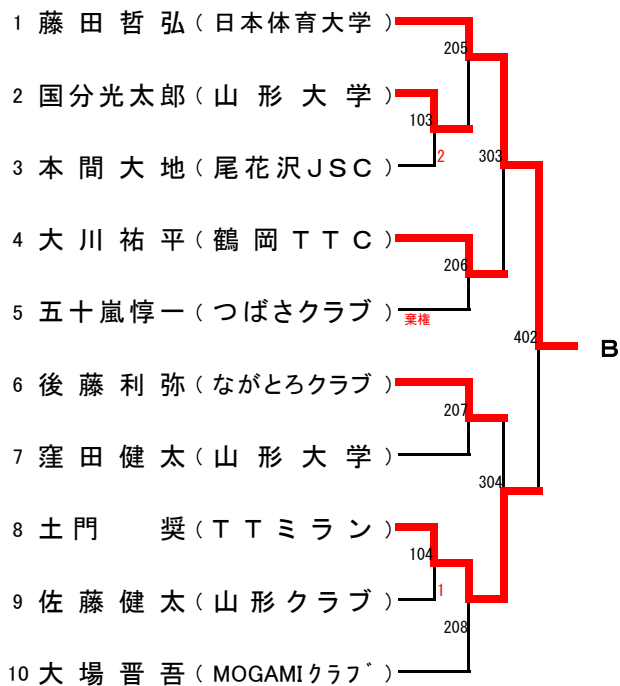 1 藤田哲弘(日本体育大学)
205
2 国分光太郎(山形大学)
103
3 本間大地(尾花沢JSC)
2
303
4 大川祐平(鶴岡TTC)
206
5 五十嵐惇一(つばさクラブ)
棄権
402
B
6 後藤利弥(ながとろクラブ)
207
7 窪田健太(山形大学)
304
8 土門 奨(TTミラン)
104
9 佐藤健太(山形クラブ)
1
208
10 大場晋吾(MOGAMIクラブ)